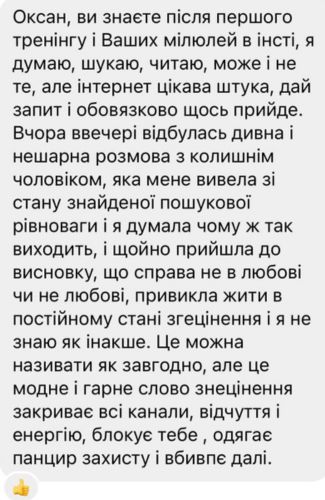 Оксан, ви знаєте після першого
тренінгу і Ваших мілюлей в інсті, я
думаю, шукаю, читаю, може і не
те, але інтернет цікава штука, дай
запит і обовязково щось прийде.
Вчора ввечері відбулась дивна і
нешарна розмова з колишнім
чоловіком, яка мене вивела зі
стану знайденої пошукової
рівноваги і я думала чому ж так
виходить, і щойно прийшла до
висновку, що справа не в любові
чи не любові, привикла жити в
постійному стані згецінення і я не
знаю як інакше. Це можна
називати як завгодно, але це
модне і гарне слово знецінення
закриває всі канали, відчуття і
енергію, блокує тебе , одягає
панцир захисту і вбивпє далі.